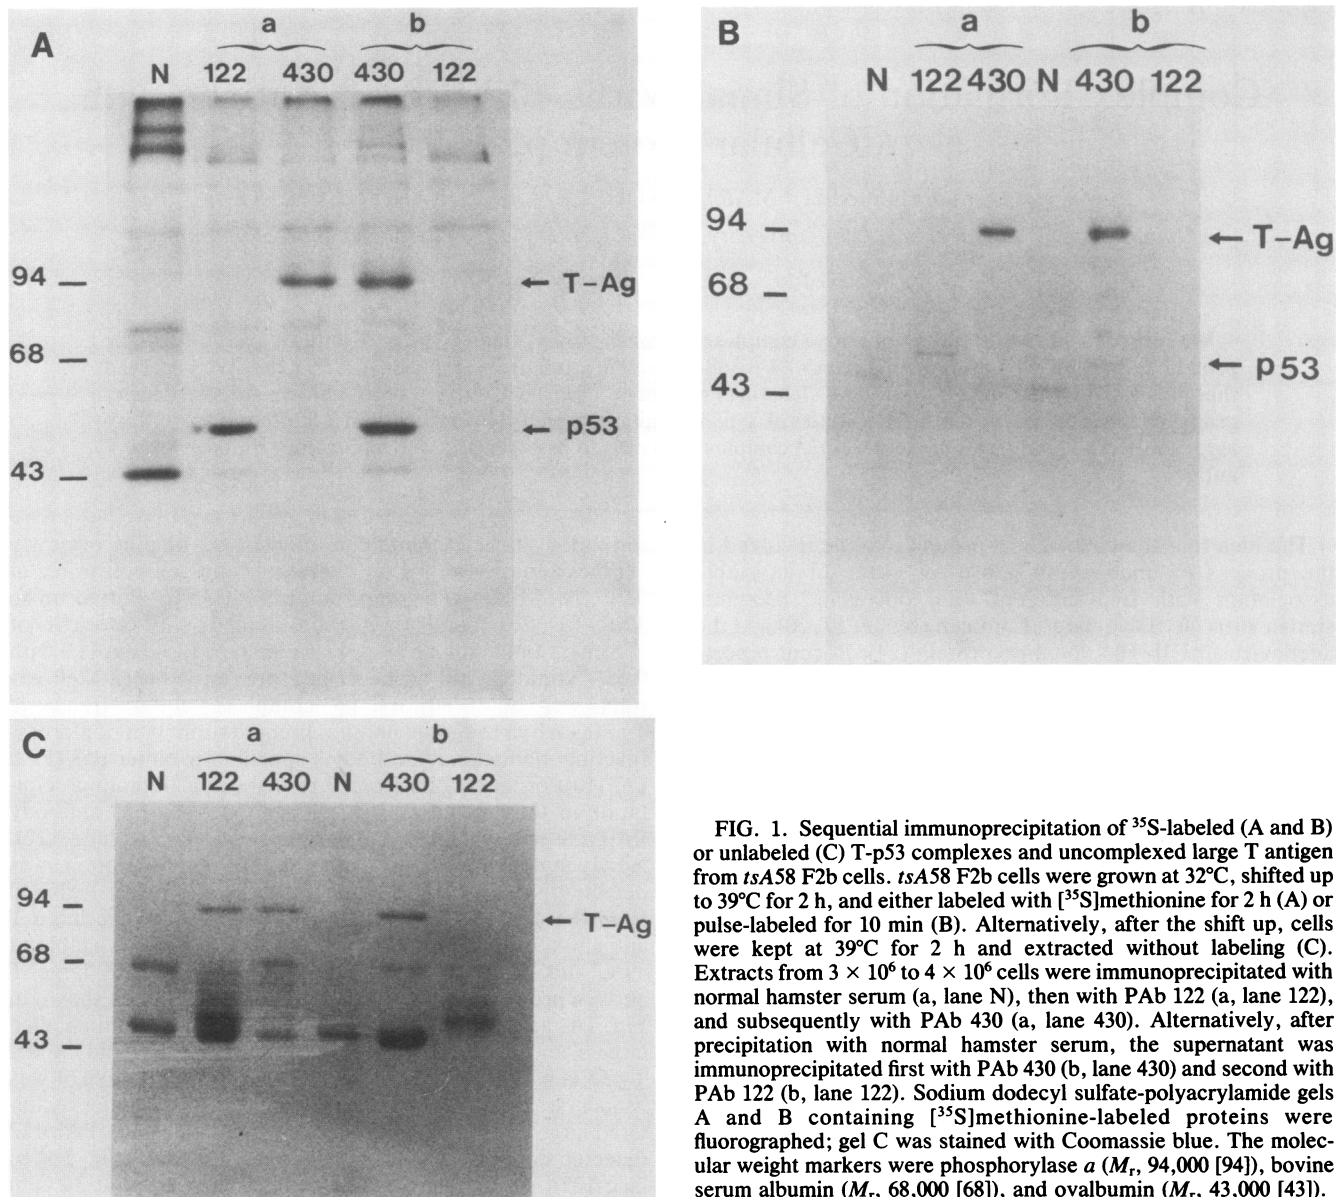 A
a b
N 122 430 430 122
94
68
43
T-Ag
p53
B
a b
N 122 430 N 430 122
94
68
43
T-Ag
p53
C
a b
N 122 430 N 430 122
94
68
43
T-Ag
FIG. 1. Sequential immunoprecipitation of ³⁵S-labeled (A and B)
or unlabeled (C) T-p53 complexes and uncomplexed large T antigen
from tsA58 F2b cells. tsA58 F2b cells were grown at 32°C, shifted up
to 39°C for 2 h, and either labeled with [³⁵S]methionine for 2 h (A) or
pulse-labeled for 10 min (B). Alternatively, after the shift up, cells
were kept at 39°C for 2 h and extracted without labeling (C).
Extracts from 3 × 10⁶ to 4 × 10⁶ cells were immunoprecipitated with
normal hamster serum (a, lane N), then with PAb 122 (a, lane 122),
and subsequently with PAb 430 (a, lane 430). Alternatively, after
precipitation with normal hamster serum, the supernatant was
immunoprecipitated first with PAb 430 (b, lane 430) and second with
PAb 122 (b, lane 122). Sodium dodecyl sulfate-polyacrylamide gels
A and B containing [³⁵S]methionine-labeled proteins were
fluorographed; gel C was stained with Coomassie blue. The molec-
ular weight markers were phosphorylase a (Mr, 94,000 [94]), bovine
serum albumin (Mr, 68,000 [68]), and ovalbumin (Mr, 43,000 [43]).